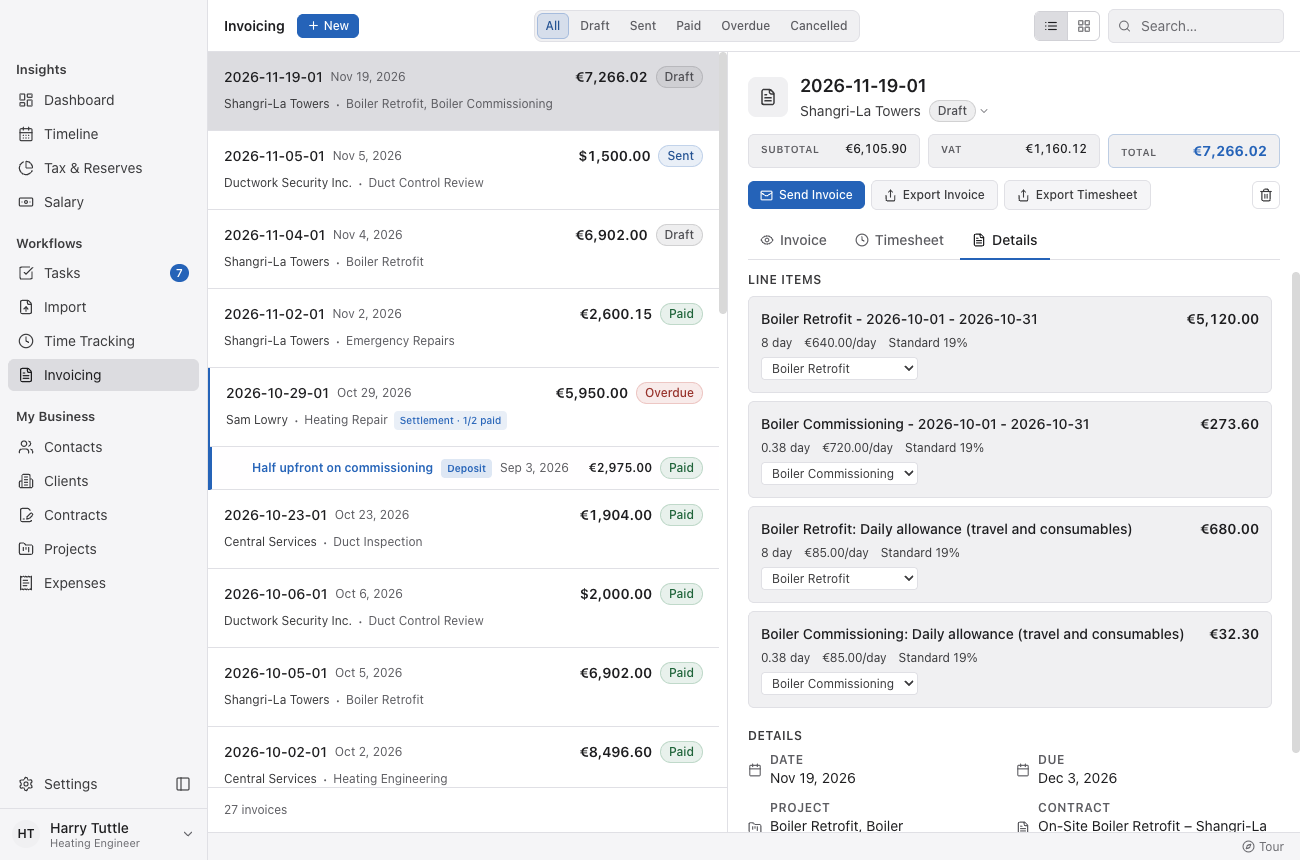 Insights
Dashboard
Timeline
Tax & Reserves
Salary
Workflows
Tasks 7
Import
Time Tracking
Invoicing
My Business
Contacts
Clients
Contracts
Projects
Expenses
Settings
HT Harry Tuttle
Heating Engineer
Invoicing
+ New
All Draft Sent Paid Overdue Cancelled
Search...
2026-11-19-01 Nov 19, 2026 €7,266.02 Draft
Shangri-La Towers · Boiler Retrofit, Boiler Commissioning
2026-11-05-01 Nov 5, 2026 $1,500.00 Sent
Ductwork Security Inc. · Duct Control Review
2026-11-04-01 Nov 4, 2026 €6,902.00 Draft
Shangri-La Towers · Boiler Retrofit
2026-11-02-01 Nov 2, 2026 €2,600.15 Paid
Shangri-La Towers · Emergency Repairs
2026-10-29-01 Oct 29, 2026 €5,950.00 Overdue
Sam Lowry · Heating Repair Settlement · 1/2 paid
Half upfront on commissioning Deposit Sep 3, 2026 €2,975.00 Paid
2026-10-23-01 Oct 23, 2026 €1,904.00 Paid
Central Services · Duct Inspection
2026-10-06-01 Oct 6, 2026 $2,000.00 Paid
Ductwork Security Inc. · Duct Control Review
2026-10-05-01 Oct 5, 2026 €6,902.00 Paid
Shangri-La Towers · Boiler Retrofit
2026-10-02-01 Oct 2, 2026 €8,496.60 Paid
Central Services · Heating Engineering
27 invoices
2026-11-19-01
Shangri-La Towers Draft
SUBTOTAL €6,105.90
VAT €1,160.12
TOTAL €7,266.02
Send Invoice Export Invoice Export Timesheet
Invoice Timesheet Details
LINE ITEMS
Boiler Retrofit - 2026-10-01 - 2026-10-31 €5,120.00
8 day €640.00/day Standard 19%
Boiler Retrofit
Boiler Commissioning - 2026-10-01 - 2026-10-31 €273.60
0.38 day €720.00/day Standard 19%
Boiler Commissioning
Boiler Retrofit: Daily allowance (travel and consumables) €680.00
8 day €85.00/day Standard 19%
Boiler Retrofit
Boiler Commissioning: Daily allowance (travel and consumables) €32.30
0.38 day €85.00/day Standard 19%
Boiler Commissioning
DETAILS
DATE
Nov 19, 2026
DUE
Dec 3, 2026
PROJECT
Boiler Retrofit, Boiler
CONTRACT
On-Site Boiler Retrofit – Shangri-La
Tour